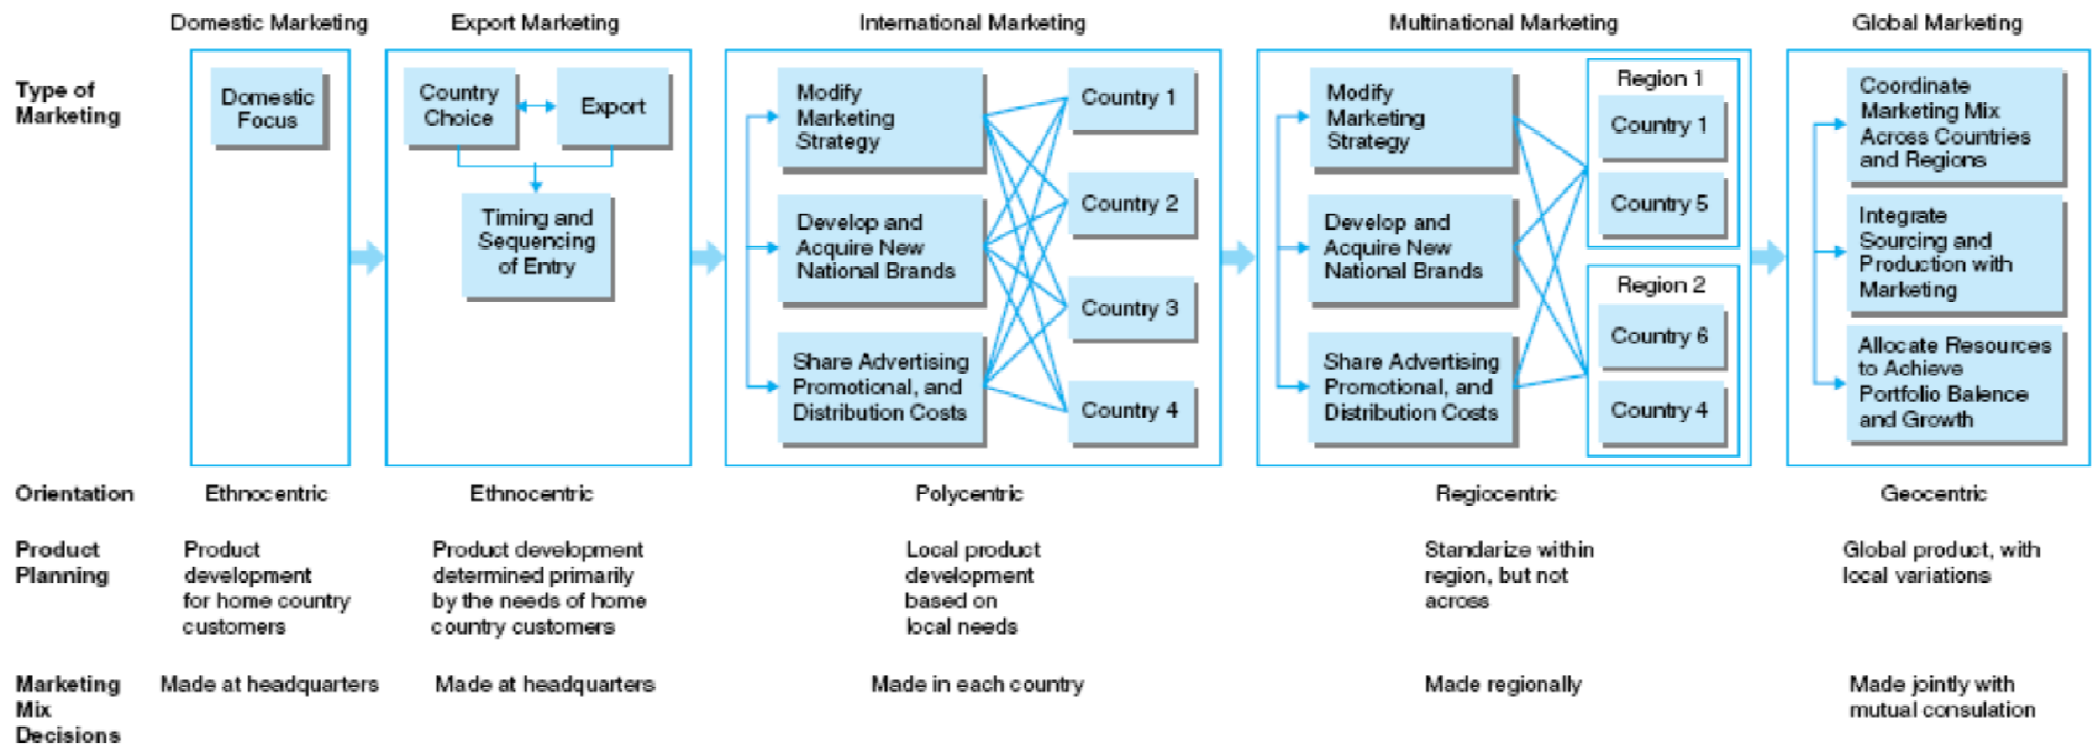 Domestic Marketing
Export Marketing
International Marketing
Multinational Marketing
Global Marketing
Type of
Marketing
Domestic
Focus
Country
Choice
Export
Timing and
Sequencing
of Entry
Modify
Marketing
Strategy
Develop and
Acquire New
National Brands
Share Advertising
Promotional, and
Distribution Costs
Country 1
Country 2
Country 3
Country 4
Modify
Marketing
Strategy
Develop and
Acquire New
National Brands
Share Advertising
Promotional, and
Distribution Costs
Region 1
Country 1
Country 5
Region 2
Country 6
Country 4
Coordinate
Marketing Mix
Across Countries
and Regions
Integrate
Sourcing and
Production with
Marketing
Allocate Resources
to Achieve
Portfolio Balence
and Growth
Orientation
Ethnocentric
Ethnocentric
Polycentric
Regiocentric
Geocentric
Product
Planning
Product
development
for home country
customers
Product development
determined primarily
by the needs of home
country customers
Local product
development
based on
local needs
Standarize within
region, but not
across
Global product, with
local variations
Marketing
Mix
Decisions
Made at headquarters
Made at headquarters
Made in each country
Made regionally
Made jointly with
mutual consulation